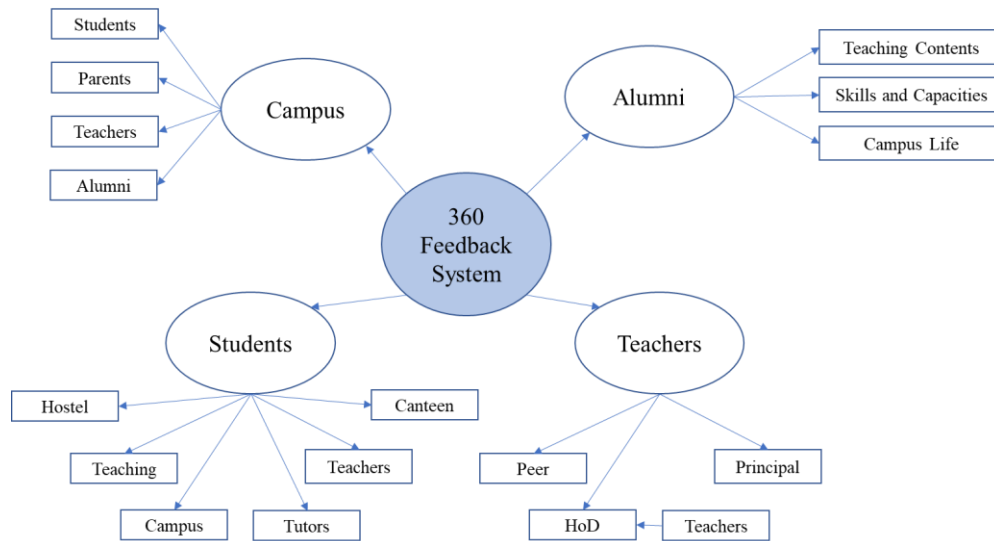 Students
Parents
Teachers
Alumni
Campus
Alumni
Teaching Contents
Skills and Capacities
Campus Life
360
Feedback
System
Students
Hostel
Teaching
Campus
Tutors
Teachers
Canteen
Teachers
Peer
HoD
Teachers
Principal